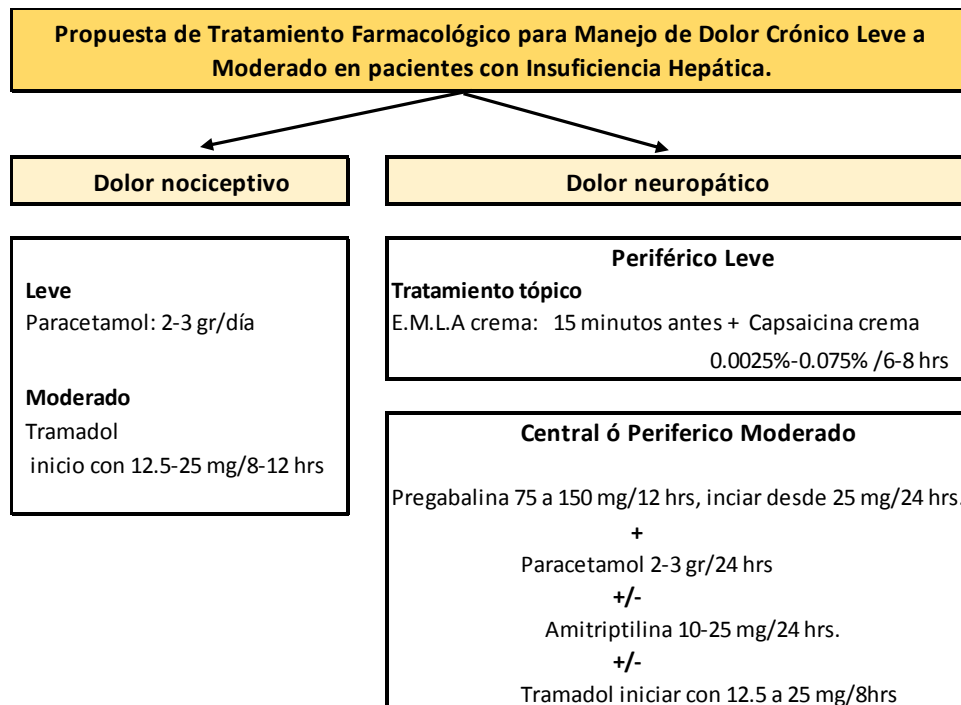 Propuesta de Tratamiento Farmacológico para Manejo de Dolor Crónico Leve a
Moderado en pacientes con Insuficiencia Hepática.
Dolor nociceptivo
Dolor neuropático
Leve
Paracetamol: 2-3 gr/día
Moderado
Tramadol
inicio con 12.5-25 mg/8-12 hrs
Periférico Leve
Tratamiento tópico
E.M.L.A crema: 15 minutos antes + Capsaicina crema
0.0025%-0.075% /6-8 hrs
Central ó Periferico Moderado
Pregabalina 75 a 150 mg/12 hrs, inciar desde 25 mg/24 hrs.
+
Paracetamol 2-3 gr/24 hrs
+/-
Amitriptilina 10-25 mg/24 hrs.
+/-
Tramadol iniciar con 12.5 a 25 mg/8hrs